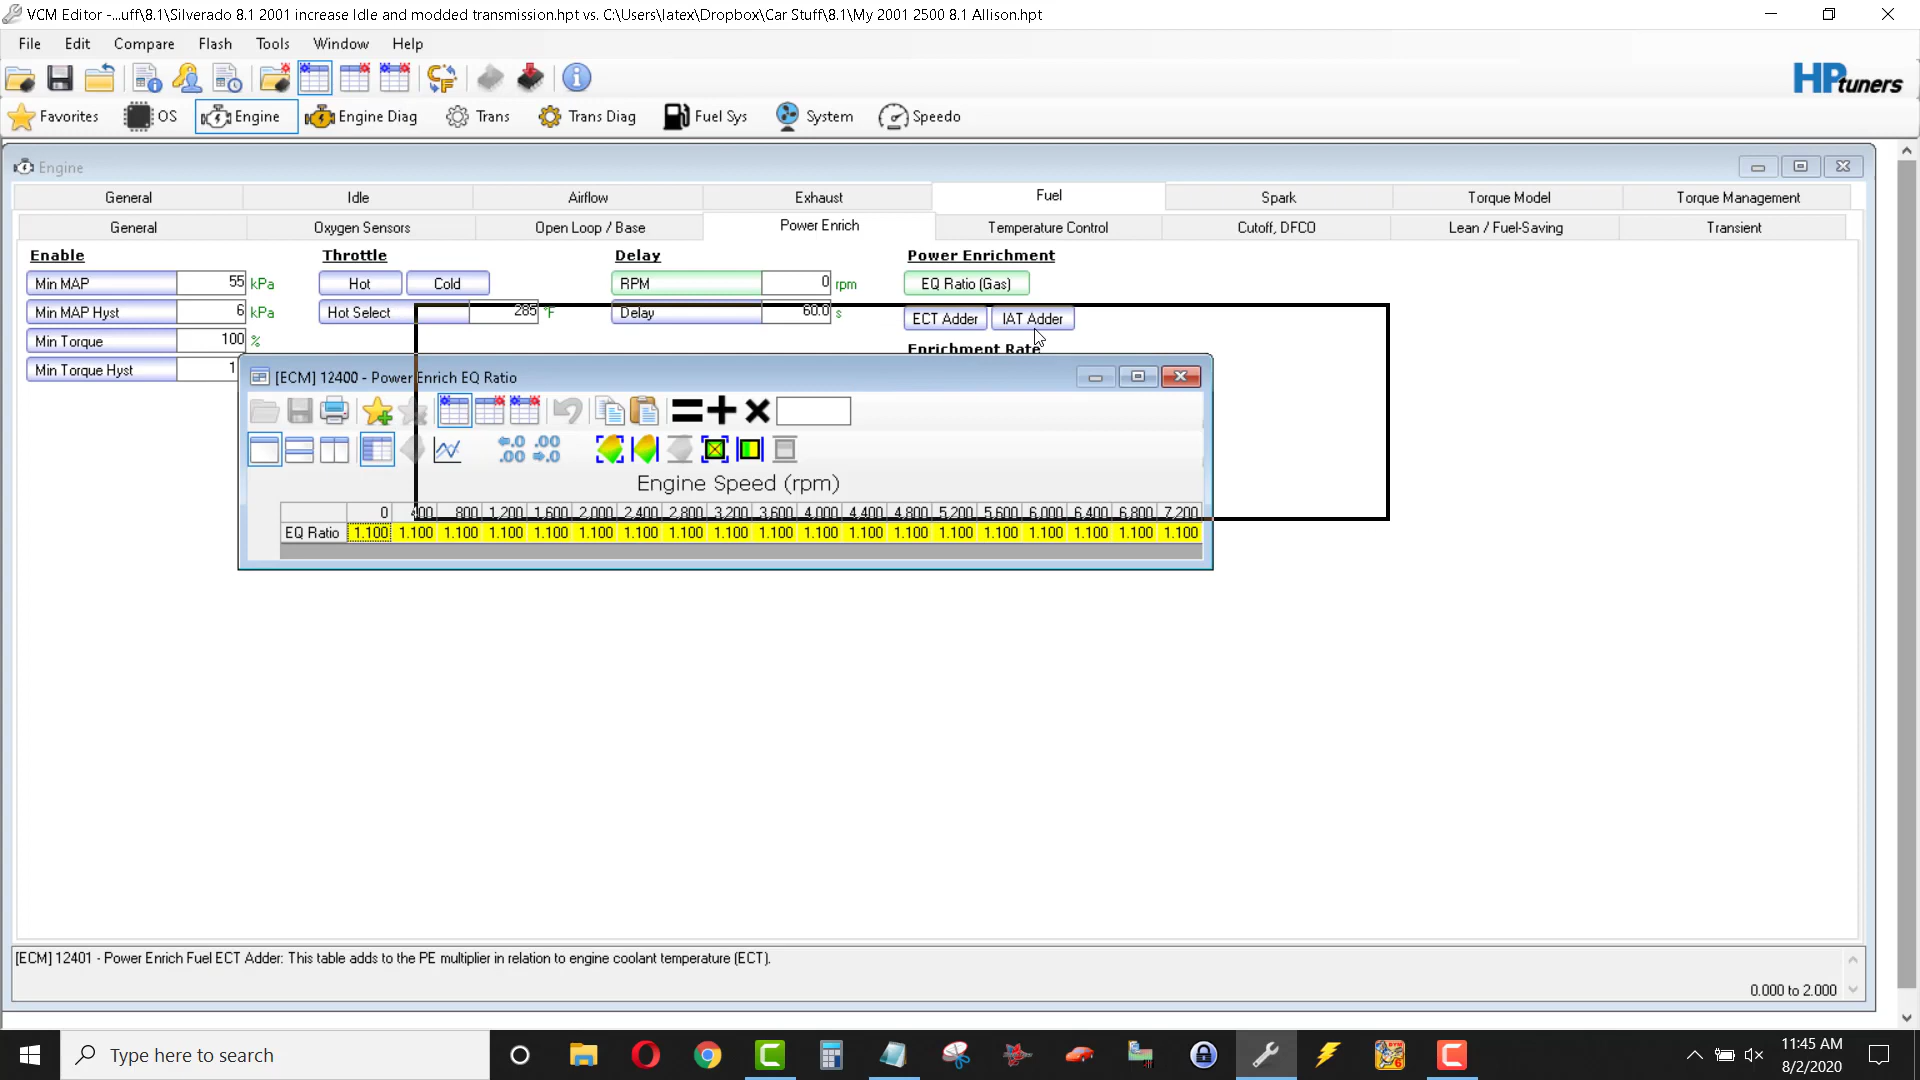 VCM Editor -...uff\8.1\Silverado 8.1 2001 increase Idle and modded transmission.hpt vs. C:\Users\latex\Dropbox\Car Stuff\8.1\My 2001 2500 8.1 Allison.hpt
File Edit Compare Flash Tools Window Help
HPtuners
Favorites OS Engine Engine Diag Trans Trans Diag Fuel Sys System Speedo
Engine
General Idle Airflow Exhaust Fuel Spark Torque Model Torque Management
General Oxygen Sensors Open Loop / Base Power Enrich Temperature Control Cutoff, DFCO Lean / Fuel-Saving Transient
Enable Throttle Delay Power Enrichment
Min MAP 55 kPa Hot Cold RPM 0 rpm EQ Ratio (Gas)
Min MAP Hyst 6 kPa Hot Select 285 °F Delay 60.0 s ECT Adder IAT Adder
Min Torque 100 % Enrichment Rate
Min Torque Hyst 1
[ECM] 12400 - Power Enrich EQ Ratio
Engine Speed (rpm)
0 400 800 1,200 1,600 2,000 2,400 2,800 3,200 3,600 4,000 4,400 4,800 5,200 5,600 6,000 6,400 6,800 7,200
EQ Ratio 1.100 1.100 1.100 1.100 1.100 1.100 1.100 1.100 1.100 1.100 1.100 1.100 1.100 1.100 1.100 1.100 1.100 1.100 1.100
[ECM] 12401 - Power Enrich Fuel ECT Adder: This table adds to the PE multiplier in relation to engine coolant temperature (ECT).
0.000 to 2.000
Type here to search
11:45 AM
8/2/2020